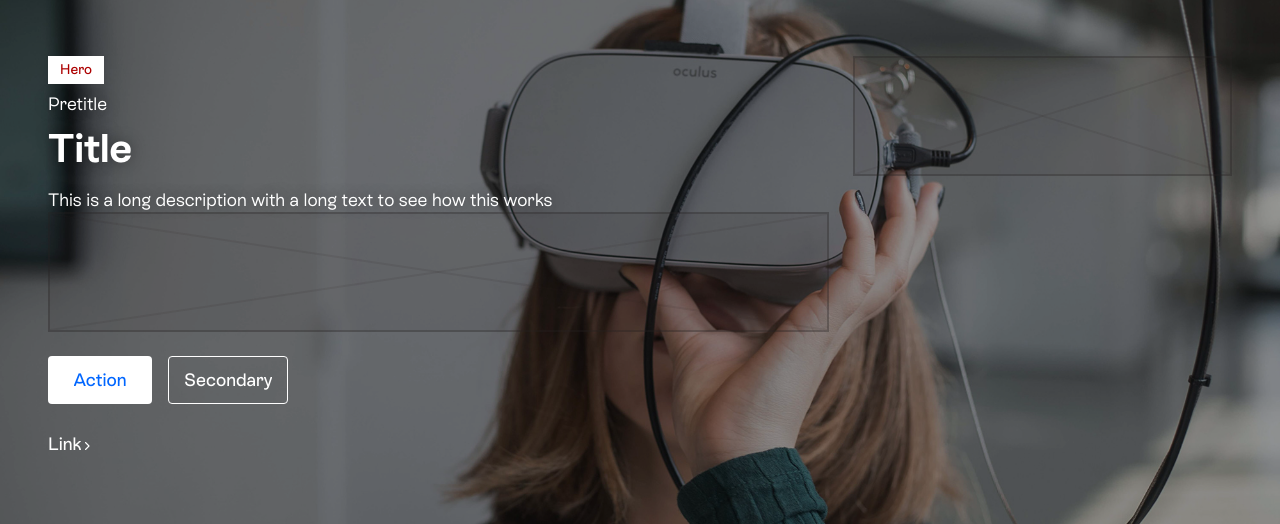 Hero
oculus
Pretitle
Title
This is a long description with a long text to see how this works
Action
Secondary
Link